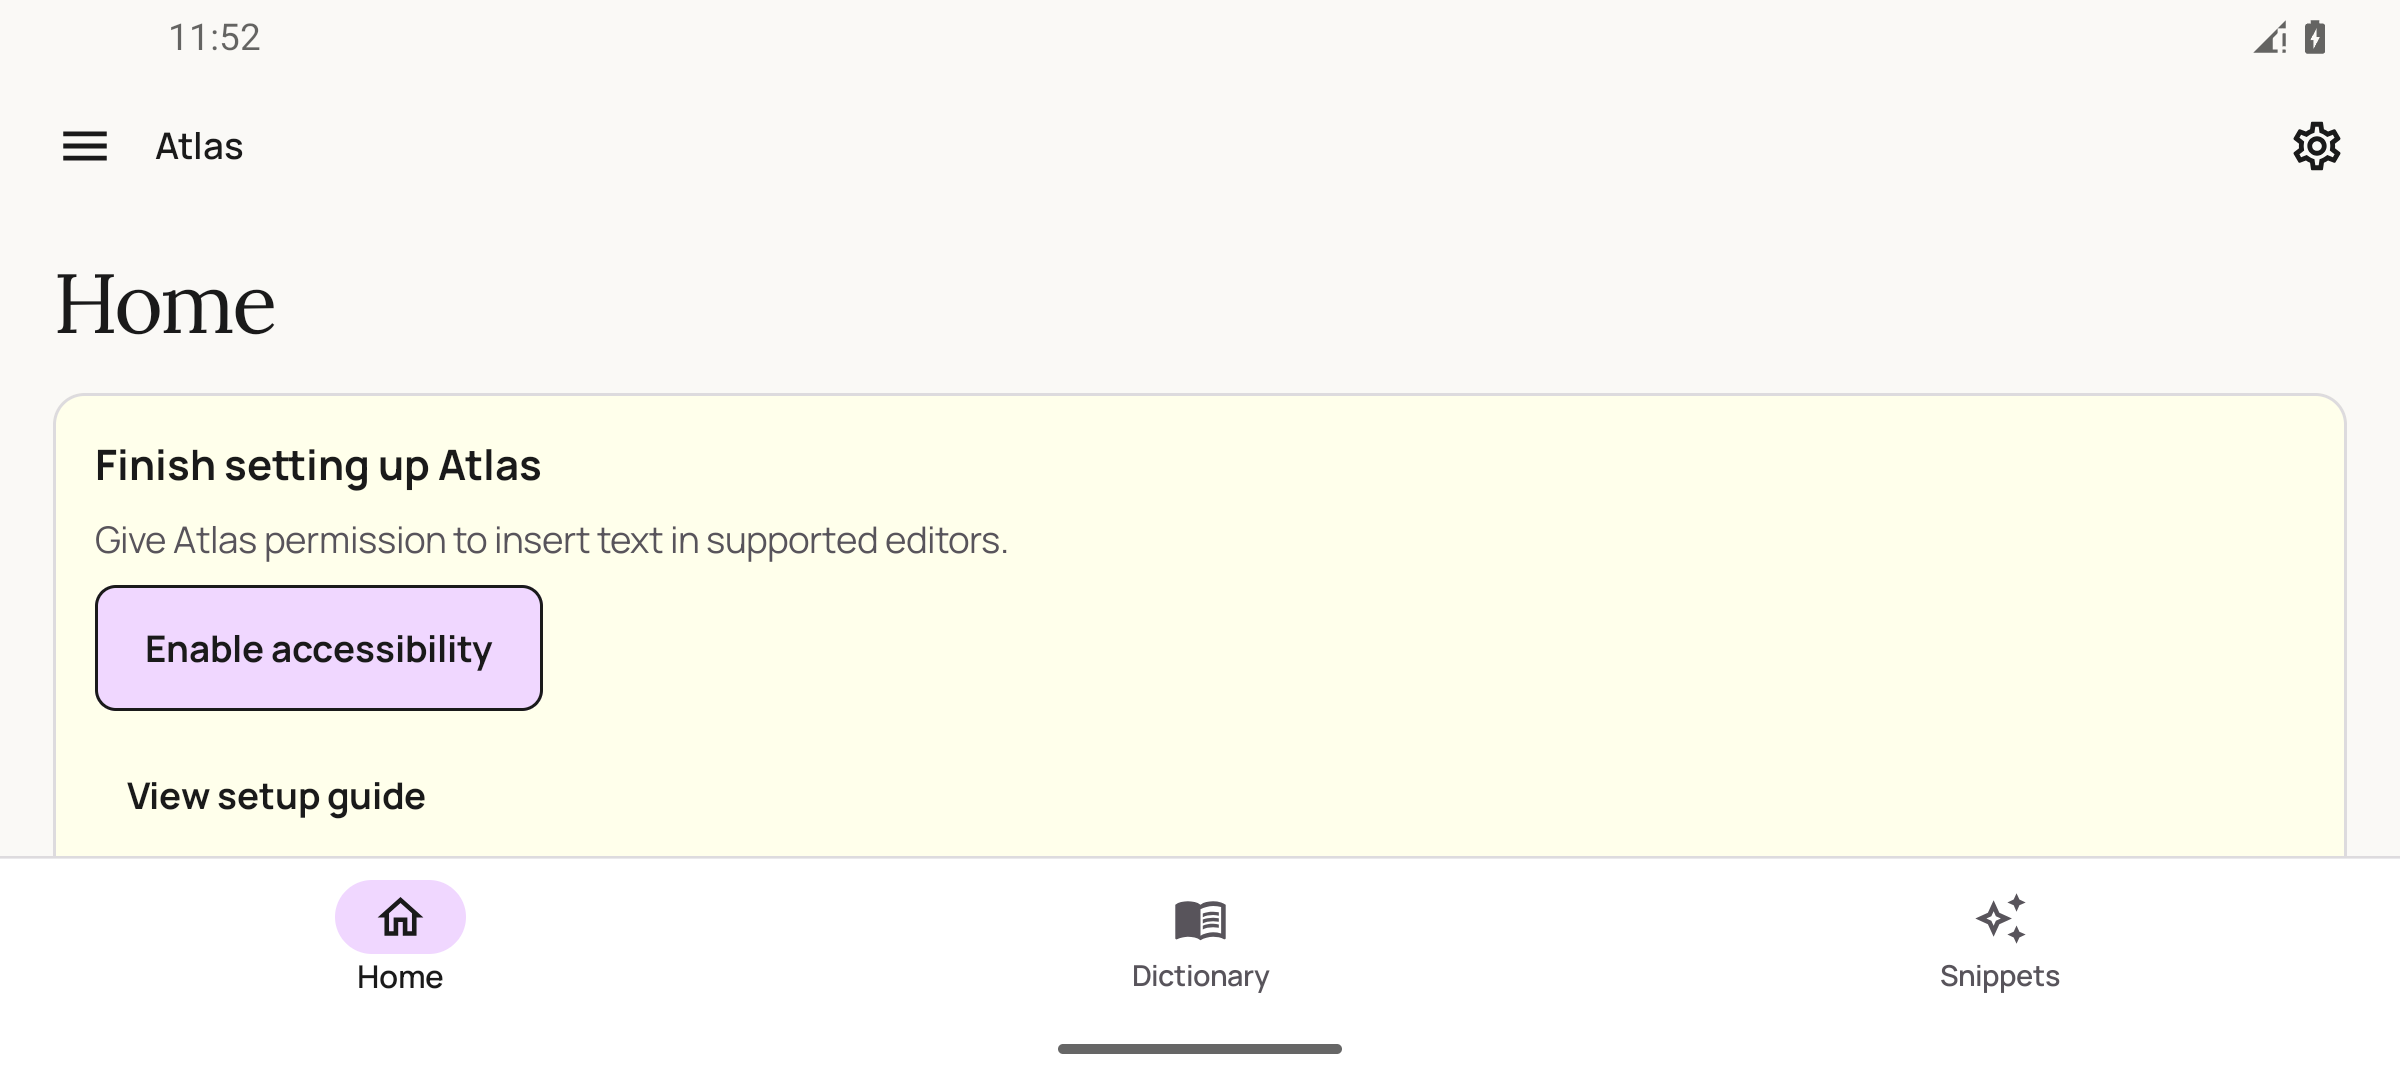 11:52
Atlas
Home
Finish setting up Atlas
Give Atlas permission to insert text in supported editors.
Enable accessibility
View setup guide
Home
Dictionary
Snippets